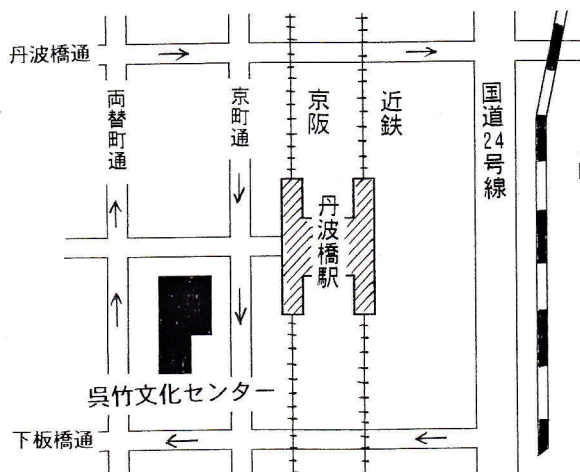 丹波橋通
両替町通
京町通
京阪
近鉄
国道24号線
丹波橋駅
呉竹文化センター
下板橋通